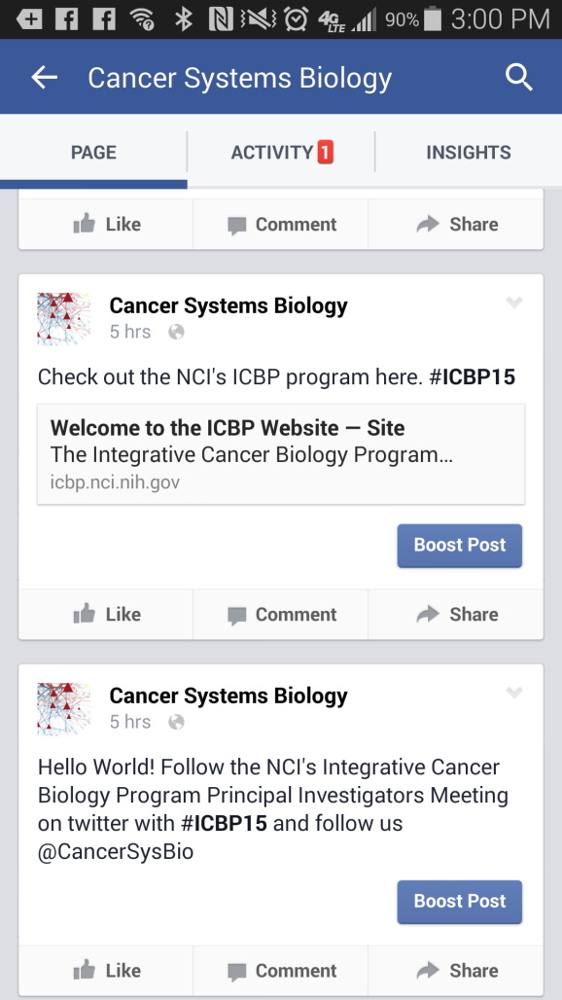 4G LTE 90% 3:00 PM
Cancer Systems Biology
PAGE ACTIVITY 1 INSIGHTS
Like Comment Share
Cancer Systems Biology
5 hrs
Check out the NCI's ICBP program here. #ICBP15
Welcome to the ICBP Website — Site
The Integrative Cancer Biology Program...
icbp.nci.nih.gov
Boost Post
Like Comment Share
Cancer Systems Biology
5 hrs
Hello World! Follow the NCI's Integrative Cancer
Biology Program Principal Investigators Meeting
on twitter with #ICBP15 and follow us
@CancerSysBio
Boost Post
Like Comment Share